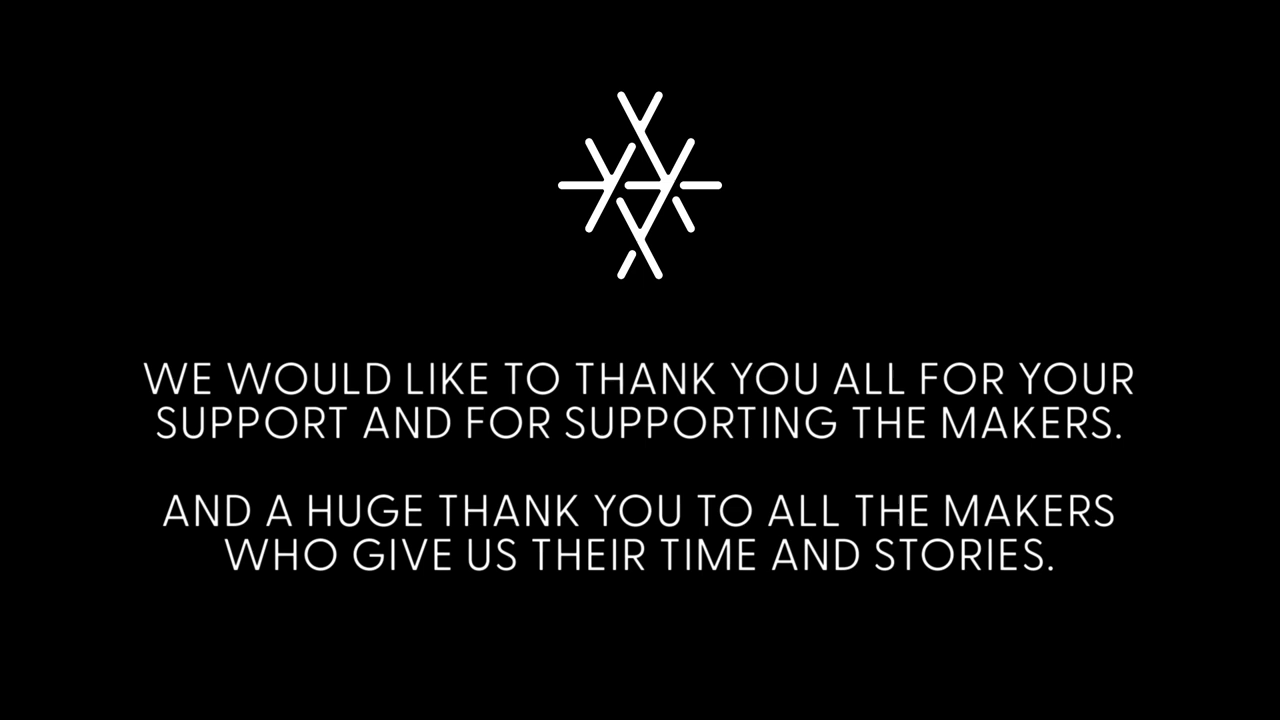 WE WOULD LIKE TO THANK YOU ALL FOR YOUR
SUPPORT AND FOR SUPPORTING THE MAKERS.
AND A HUGE THANK YOU TO ALL THE MAKERS
WHO GIVE US THEIR TIME AND STORIES.